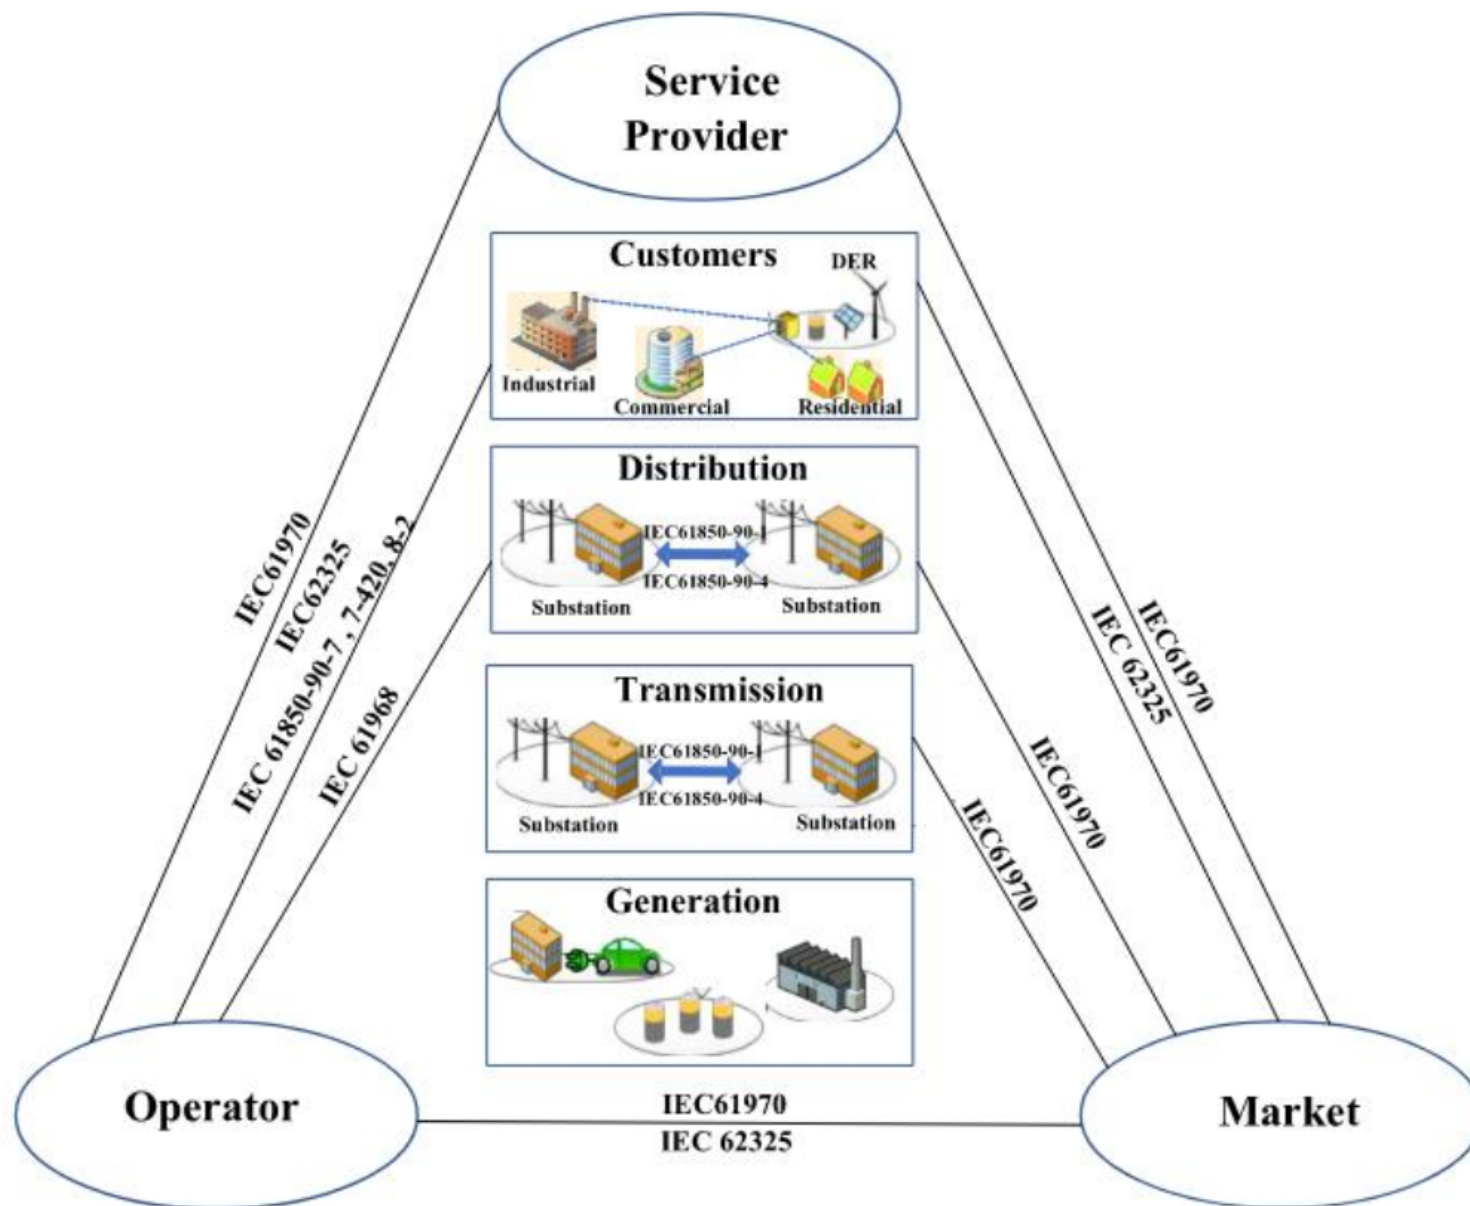 Service
Provider
Customers
DER
Industrial
Commercial
Residential
Distribution
IEC61850-90-1
IEC61850-90-4
Substation
Substation
Transmission
IEC61850-90-1
IEC61850-90-4
Substation
Substation
Generation
IEC61970
IEC62325
IEC 61850-90-7 , 7-420, 8-2
IEC 61968
IEC61970
IEC 62325
IEC61970
IEC61970
Operator
IEC61970
IEC 62325
Market